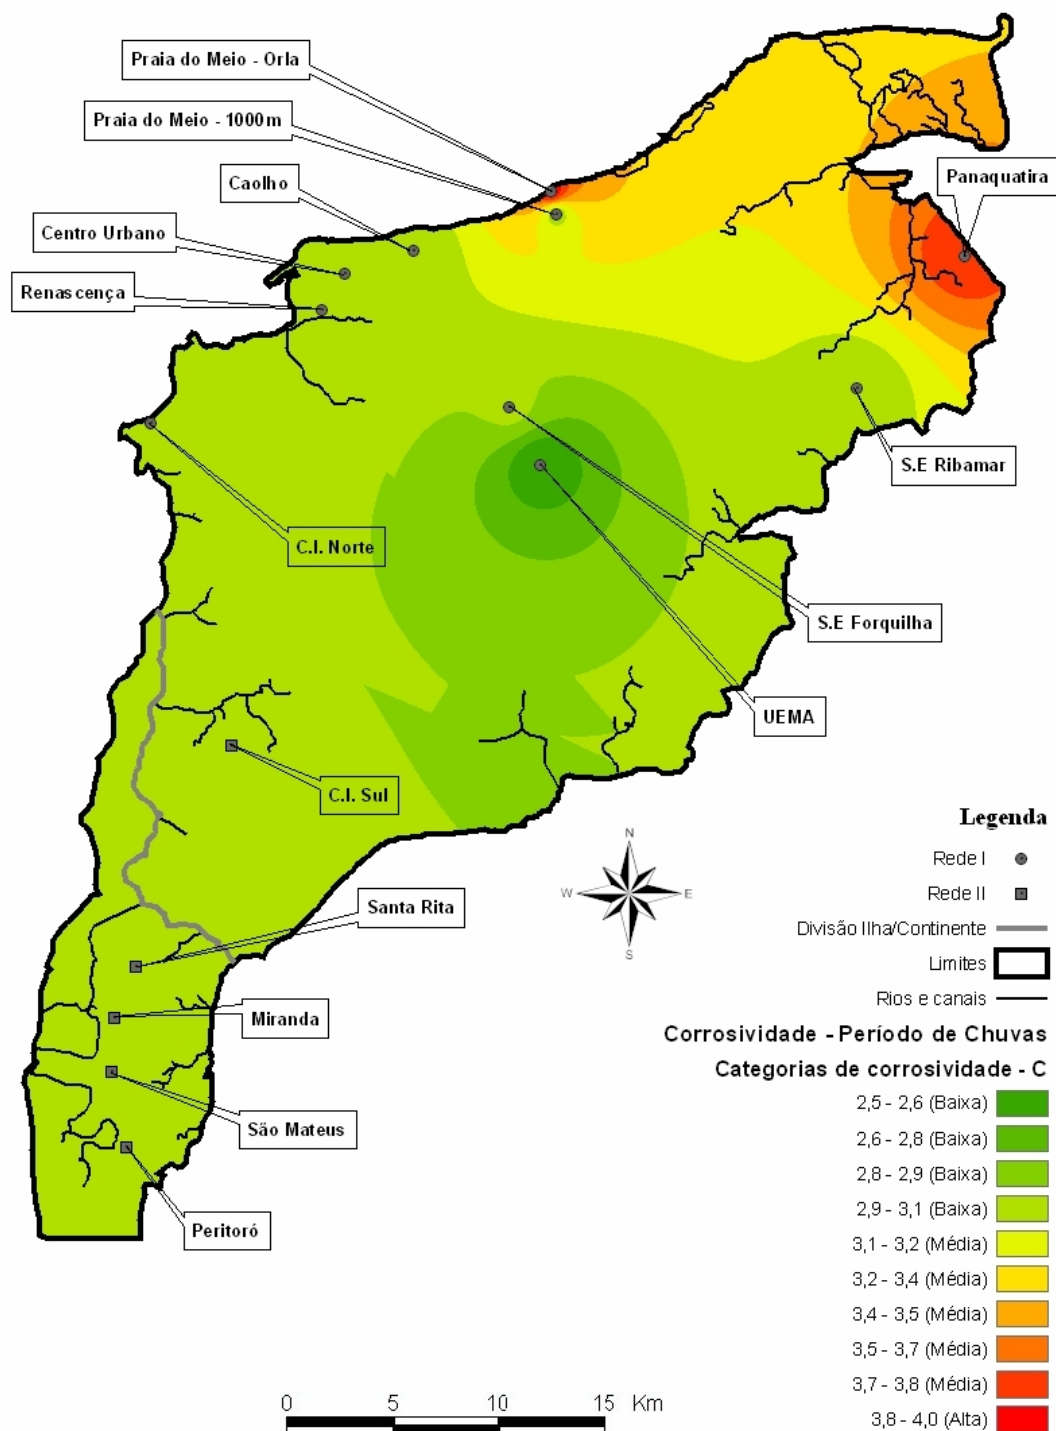 Praia do Meio - Orla
Praia do Meio - 1000m
Caolho
Centro Urbano
Renascença
Panaquatira
S.E Ribamar
C.I. Norte
S.E Forquilha
UEMA
C.I. Sul
Santa Rita
Miranda
São Mateus
Peritoró
N
W
E
S
Legenda
Rede I
Rede II
Divisão Ilha/Continente
Limites
Rios e canais
Corrosividade - Período de Chuvas
Categorias de corrosividade - C
2,5 - 2,6 (Baixa)
2,6 - 2,8 (Baixa)
2,8 - 2,9 (Baixa)
2,9 - 3,1 (Baixa)
3,1 - 3,2 (Média)
3,2 - 3,4 (Média)
3,4 - 3,5 (Média)
3,5 - 3,7 (Média)
3,7 - 3,8 (Média)
3,8 - 4,0 (Alta)
0 5 10 15 Km